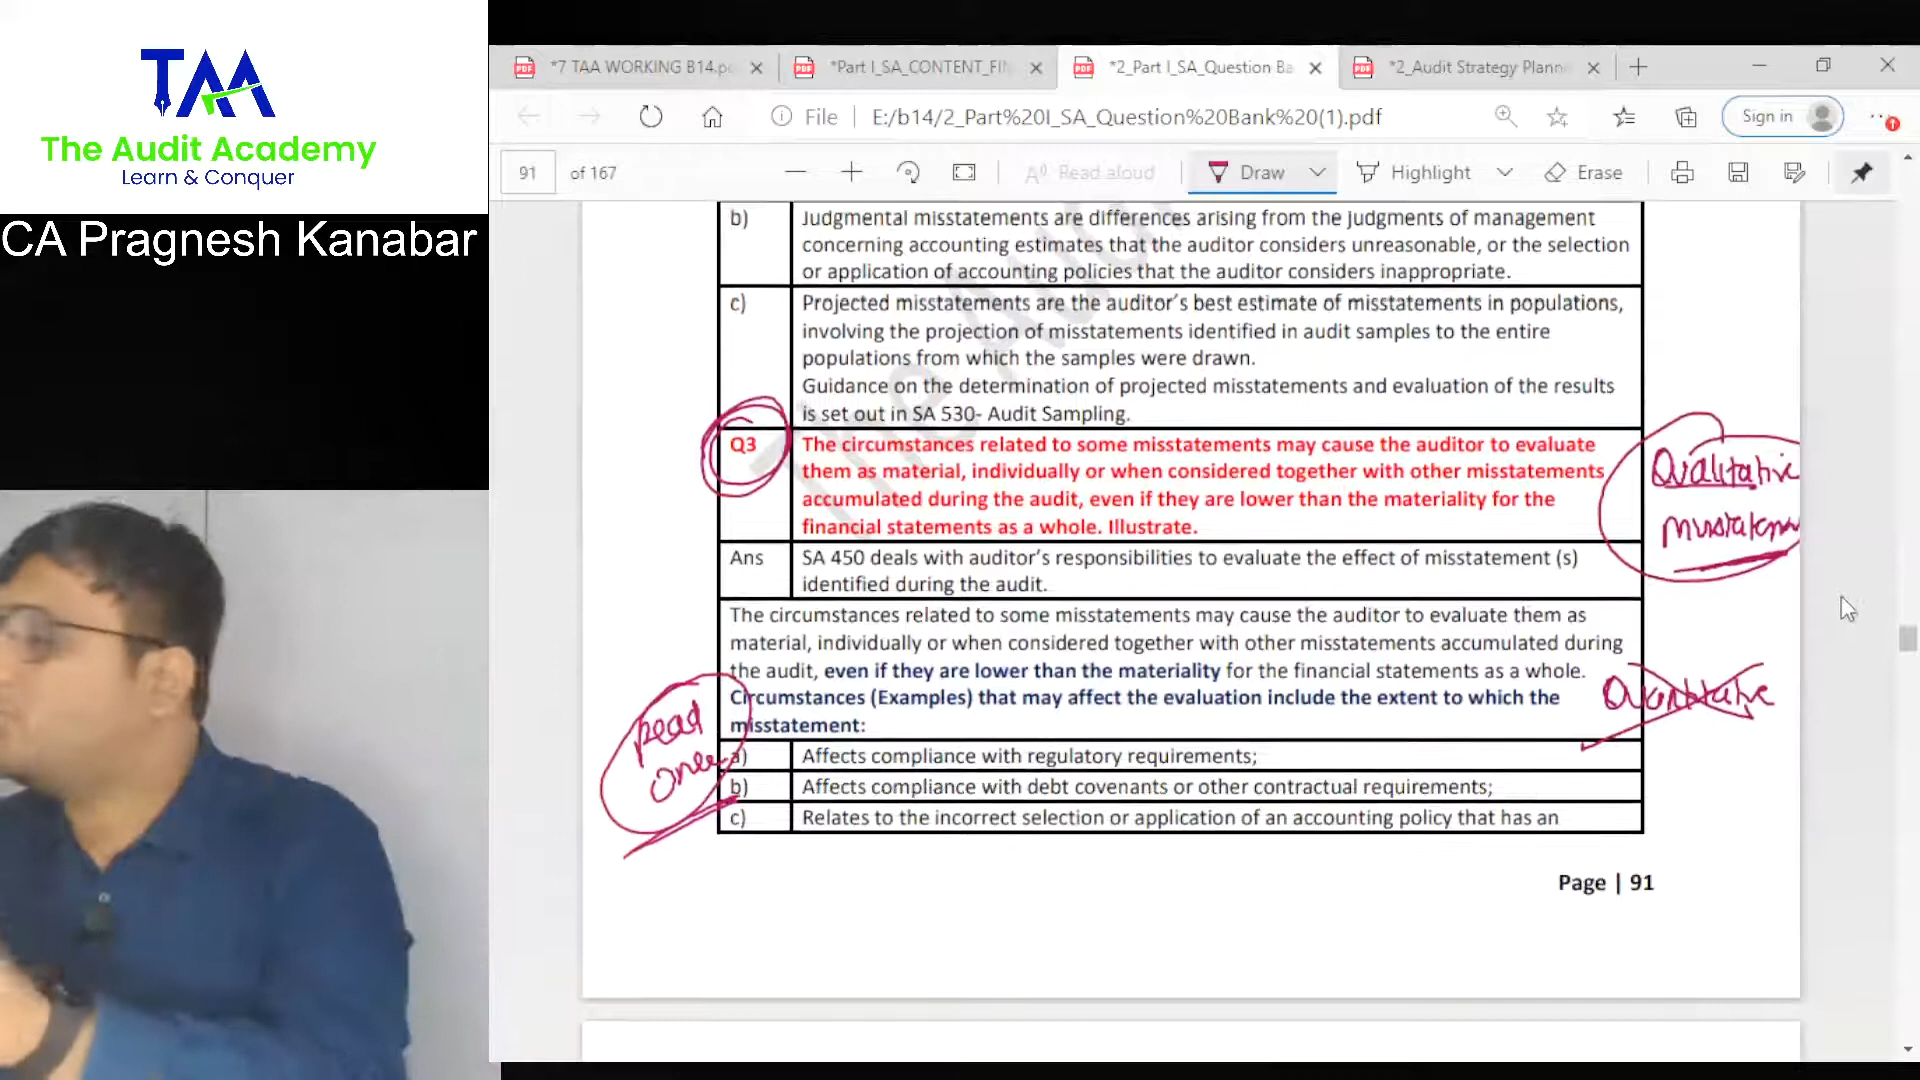 TAA
The Audit Academy
Learn & Conquer
CA Pragnesh Kanabar
*7 TAA WORKING B14.p
*Part I_SA_CONTENT_FI
*2_Part I_SA_Question Ba
*2_Audit Strategy Plann
File
E:/b14/2_Part%20I_SA_Question%20Bank%20(1).pdf
Sign in
91 of 167
Read aloud
Draw
Highlight
Erase
b) Judgmental misstatements are differences arising from the judgments of management
concerning accounting estimates that the auditor considers unreasonable, or the selection
or application of accounting policies that the auditor considers inappropriate.
c) Projected misstatements are the auditor's best estimate of misstatements in populations,
involving the projection of misstatements identified in audit samples to the entire
populations from which the samples were drawn.
Guidance on the determination of projected misstatements and evaluation of the results
is set out in SA 530- Audit Sampling.
Q3 The circumstances related to some misstatements may cause the auditor to evaluate
them as material, individually or when considered together with other misstatements
accumulated during the audit, even if they are lower than the materiality for the
financial statements as a whole. Illustrate.
Qualitative
Ans SA 450 deals with auditor's responsibilities to evaluate the effect of misstatement (s)
identified during the audit.
The circumstances related to some misstatements may cause the auditor to evaluate them as
material, individually or when considered together with other misstatements accumulated during
the audit, even if they are lower than the materiality for the financial statements as a whole.
Circumstances (Examples) that may affect the evaluation include the extent to which the
misstatement:
Quantitative
Read
once
a) Affects compliance with regulatory requirements;
b) Affects compliance with debt covenants or other contractual requirements;
c) Relates to the incorrect selection or application of an accounting policy that has an
Page | 91